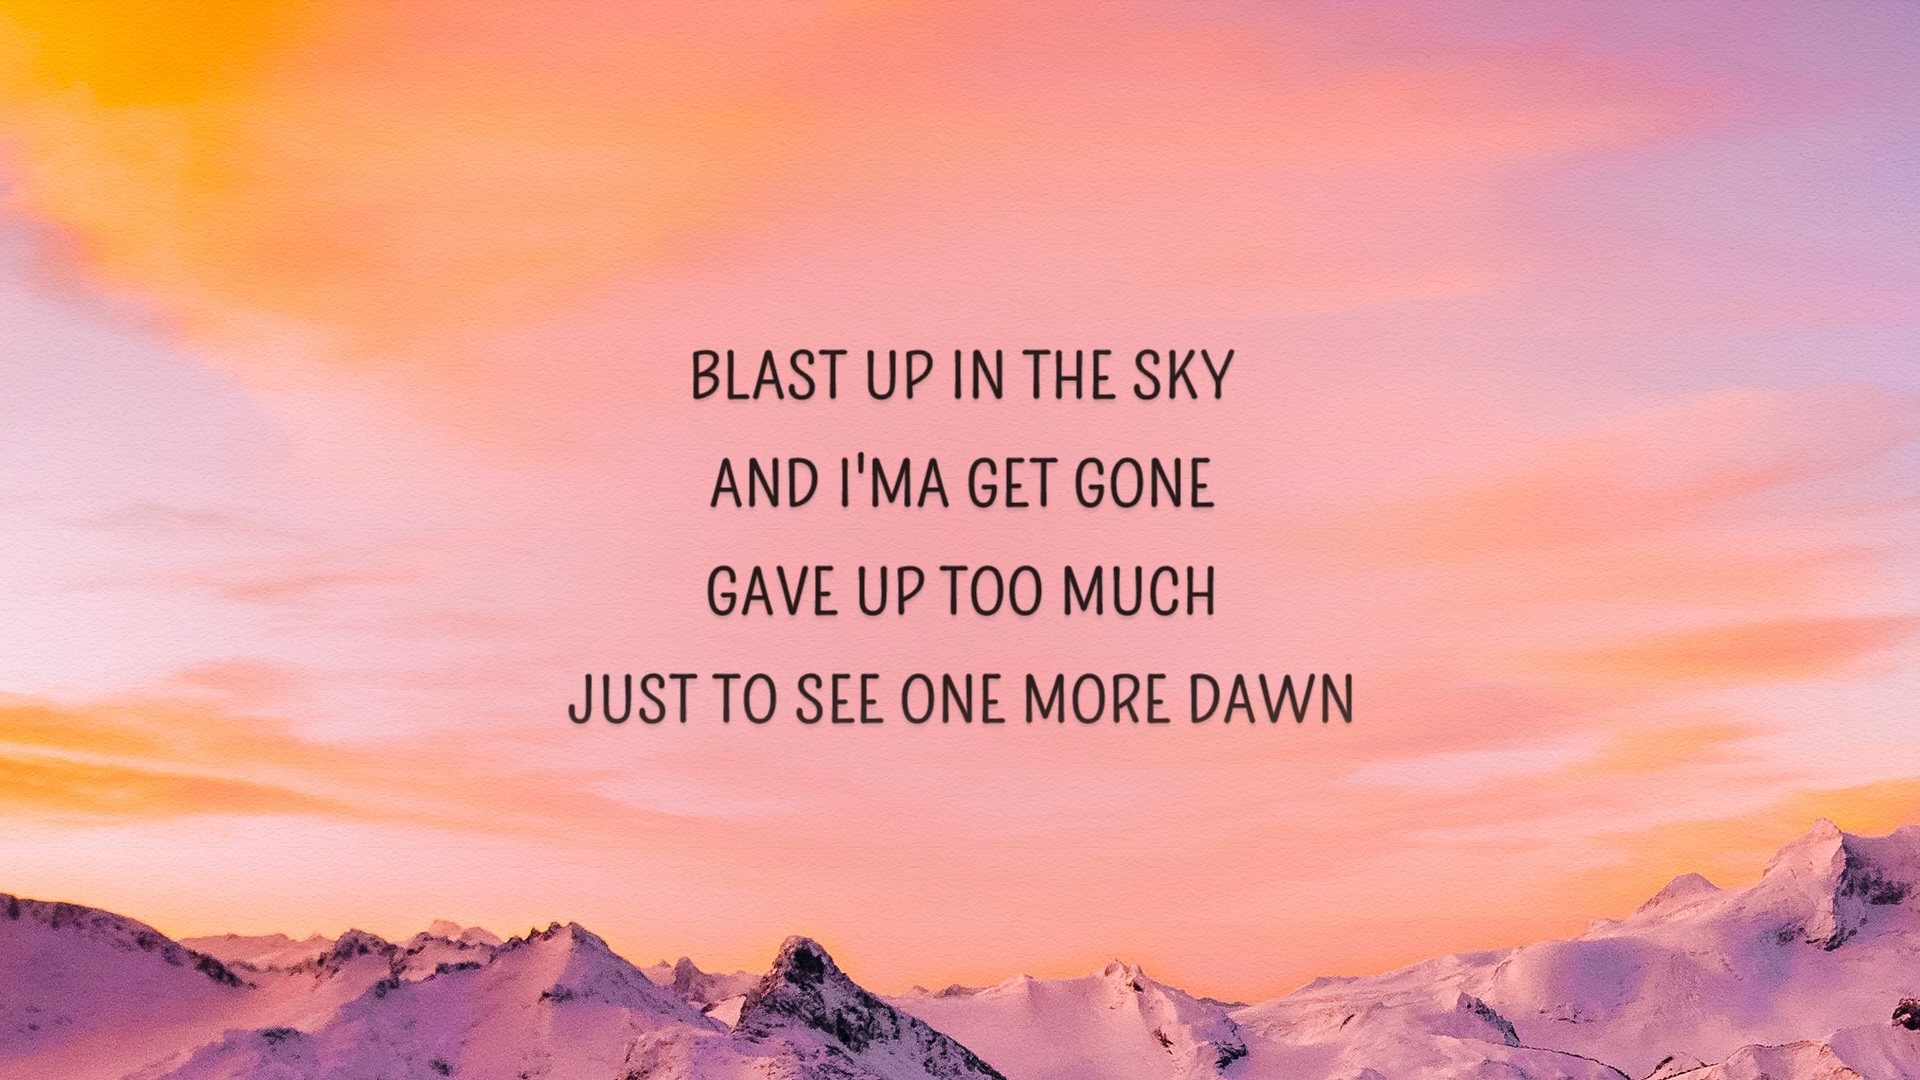 BLAST UP IN THE SKY
AND I'MA GET GONE
GAVE UP TOO MUCH
JUST TO SEE ONE MORE DAWN